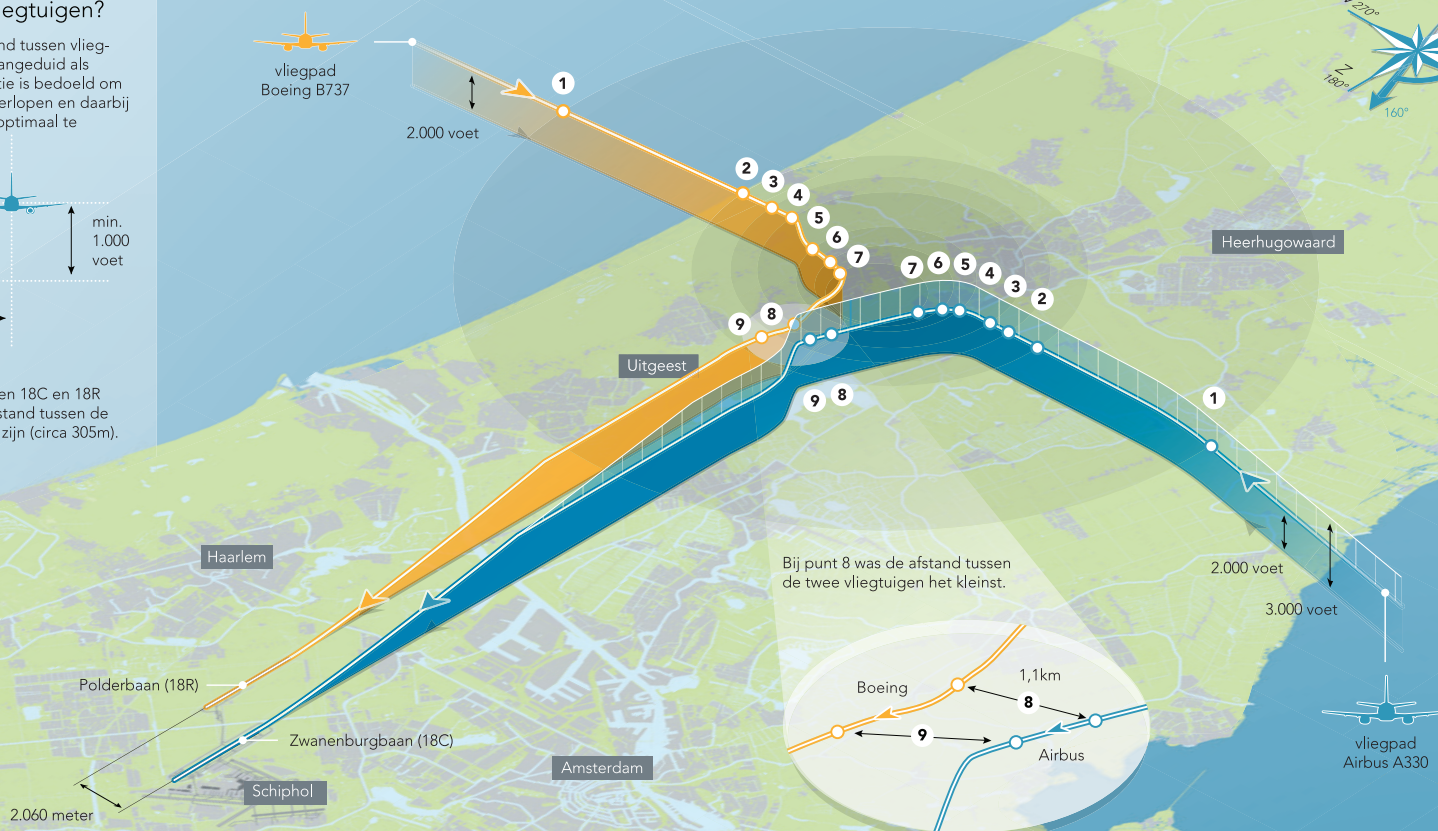 egtuigen?
nd tussen vlieg-
angeduid als
tie is bedoeld om
erlopen en daarbij
optimaal te
min.
1.000
voet
en 18C en 18R
stand tussen de
zijn (circa 305m).
vliegpad
Boeing B737
2.000 voet
1
2
3
4
5
6
7
8
9
270°
Z
180°
160°
Heerhugowaard
7
6
5
4
3
2
1
9
8
Uitgeest
Haarlem
2.000 voet
3.000 voet
vliegpad
Airbus A330
Bij punt 8 was de afstand tussen
de twee vliegtuigen het kleinst.
1,1km
Boeing
8
9
Airbus
Polderbaan (18R)
Zwanenburgbaan (18C)
Amsterdam
Schiphol
2.060 meter